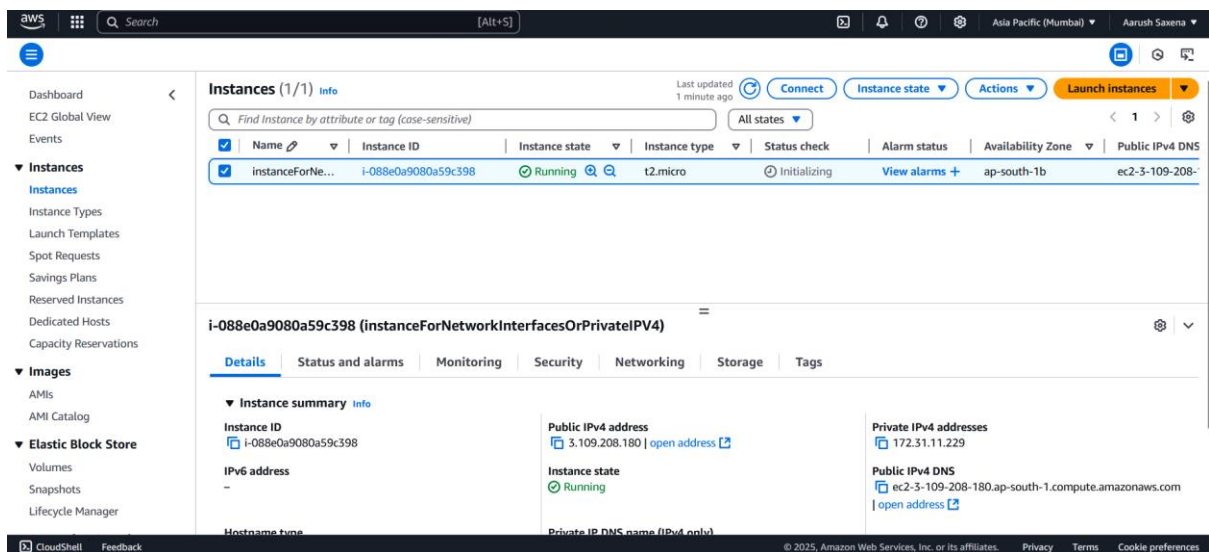 aws
Search
[Alt+S]
Asia Pacific (Mumbai)
Aarush Saxena
Dashboard
EC2 Global View
Events
Instances
Instances
Instance Types
Launch Templates
Spot Requests
Savings Plans
Reserved Instances
Dedicated Hosts
Capacity Reservations
Images
AMIs
AMI Catalog
Elastic Block Store
Volumes
Snapshots
Lifecycle Manager
Instances (1/1) Info
Last updated
1 minute ago
Connect
Instance state
Actions
Launch instances
Find Instance by attribute or tag (case-sensitive)
All states
1
Name Instance ID Instance state Instance type Status check Alarm status Availability Zone Public IPv4 DNS
instanceForNe... i-088e0a9080a59c398 Running t2.micro Initializing View alarms + ap-south-1b ec2-3-109-208-
i-088e0a9080a59c398 (instanceForNetworkInterfacesOrPrivateIPV4)
Details Status and alarms Monitoring Security Networking Storage Tags
Instance summary Info
Instance ID
i-088e0a9080a59c398
Public IPv4 address
3.109.208.180 | open address
Private IPv4 addresses
172.31.11.229
IPv6 address
–
Instance state
Running
Public IPv4 DNS
ec2-3-109-208-180.ap-south-1.compute.amazonaws.com
| open address
Hostname type
Private IP DNS name (IPv4 only)
CloudShell Feedback
© 2025, Amazon Web Services, Inc. or its affiliates. Privacy Terms Cookie preferences